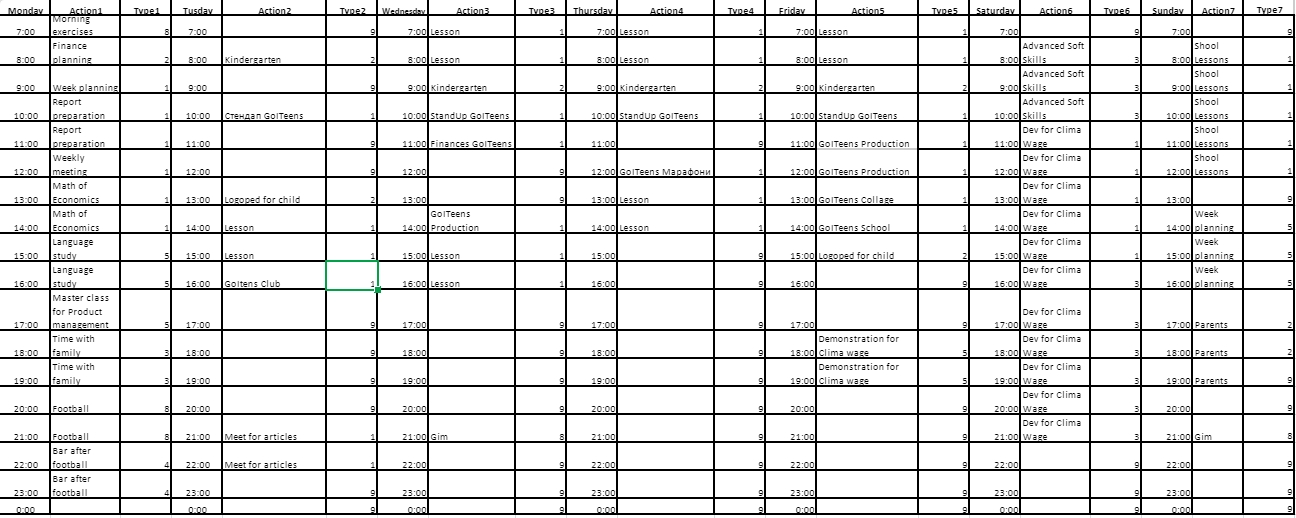 Monday Action1 Type1 Tusday Action2 Type2 Wednesday Action3 Type3 Thursday Action4 Type4 Friday Action5 Type5 Saturday Action6 Type6 Sunday Action7 Type7
Morning
7:00 exercises 8 7:00 9 7:00 Lesson 1 7:00 Lesson 1 7:00 Lesson 1 7:00 9 7:00 9
Finance Advanced Soft Shool
8:00 planning 2 8:00 Kindergarten 2 8:00 Lesson 1 8:00 Lesson 1 8:00 Lesson 1 8:00 Skills 3 8:00 Lessons 1
Advanced Soft Shool
9:00 Week planning 1 9:00 9 9:00 Kindergarten 2 9:00 Kindergarten 2 9:00 Kindergarten 2 9:00 Skills 3 9:00 Lessons 1
Report Advanced Soft Shool
10:00 preparation 1 10:00 Стендап GoITeens 1 10:00 StandUp GoITeens 1 10:00 StandUp GoITeens 1 10:00 StandUp GoITeens 1 10:00 Skills 3 10:00 Lessons 1
Report Dev for Clima Shool
11:00 preparation 1 11:00 9 11:00 Finances GoITeens 1 11:00 9 11:00 GoITeens Production 1 11:00 Wage 1 11:00 Lessons 1
Weekly Dev for Clima Shool
12:00 meeting 1 12:00 9 12:00 9 12:00 GoITeens Марафони 1 12:00 GoITeens Production 1 12:00 Wage 1 12:00 Lessons 1
Math of Dev for Clima
13:00 Economics 1 13:00 Logoped for child 2 13:00 9 13:00 Lesson 1 13:00 GoITeens Collage 1 13:00 Wage 1 13:00 9
Math of GoITeens Dev for Clima Week
14:00 Economics 1 14:00 Lesson 1 14:00 Production 1 14:00 Lesson 1 14:00 GoITeens School 1 14:00 Wage 3 14:00 planning 5
Language Dev for Clima Week
15:00 study 5 15:00 Lesson 1 15:00 Lesson 1 15:00 9 15:00 Logoped for child 2 15:00 Wage 3 15:00 planning 5
Language Dev for Clima Week
16:00 study 5 16:00 Goltens Club 1 16:00 Lesson 1 16:00 9 16:00 9 16:00 Wage 3 16:00 planning 5
Master class
for Product Dev for Clima
17:00 management 5 17:00 9 17:00 9 17:00 9 17:00 9 17:00 Wage 3 17:00 Parents 2
Time with Demonstration for Dev for Clima
18:00 family 3 18:00 9 18:00 9 18:00 9 18:00 Clima wage 5 18:00 Wage 3 18:00 Parents 2
Time with Demonstration for Dev for Clima
19:00 family 3 19:00 9 19:00 9 19:00 9 19:00 Clima wage 5 19:00 Wage 3 19:00 Parents 9
Dev for Clima
20:00 Football 8 20:00 9 20:00 9 20:00 9 20:00 9 20:00 Wage 3 20:00 9
Dev for Clima
21:00 Football 8 21:00 Meet for articles 1 21:00 Gim 8 21:00 9 21:00 9 21:00 Wage 3 21:00 Gim 8
Bar after
22:00 football 4 22:00 Meet for articles 1 22:00 9 22:00 9 22:00 9 22:00 9 22:00 9
Bar after
23:00 football 4 23:00 9 23:00 9 23:00 9 23:00 9 23:00 9 23:00 9
0:00 0:00 9 0:00 9 0:00 9 0:00 9 0:00 9 0:00 9